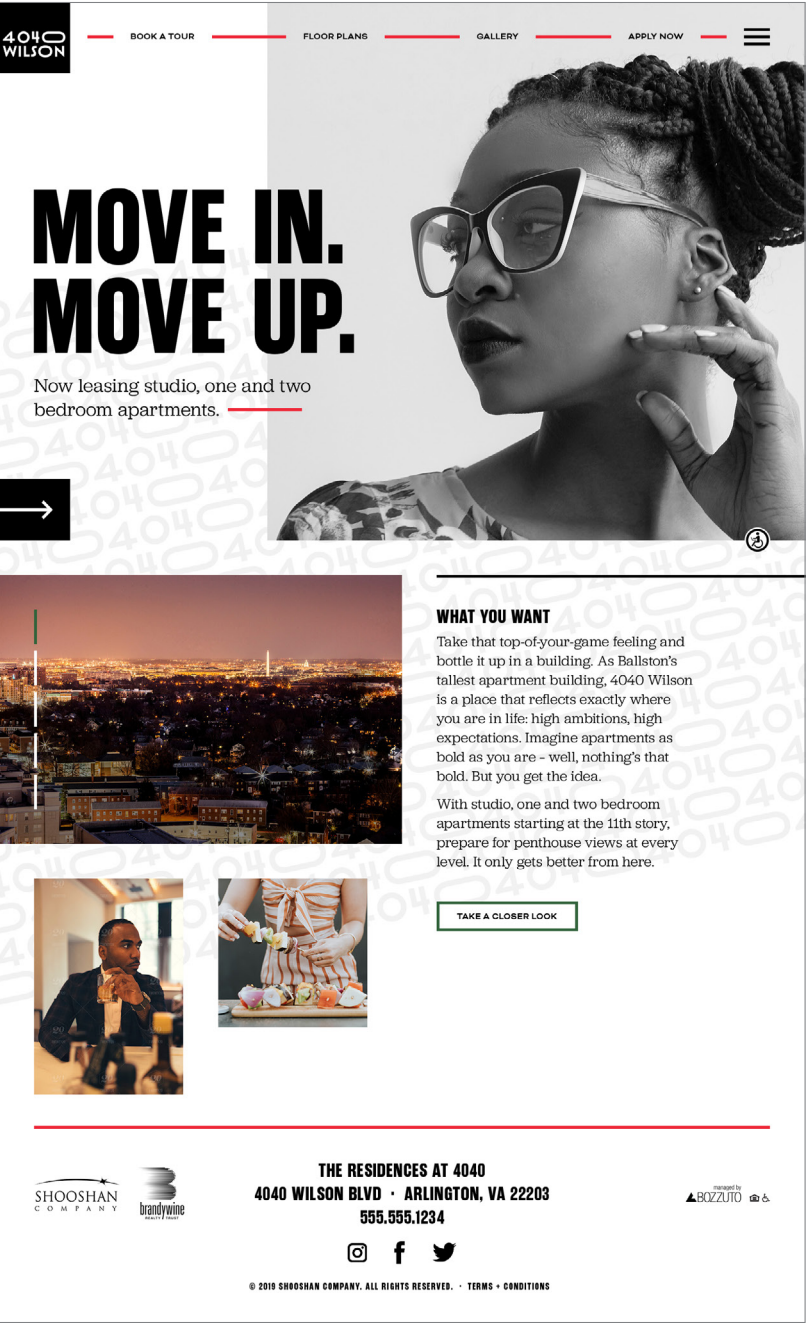 4040
WILSON
BOOK A TOUR
FLOOR PLANS
GALLERY
APPLY NOW
MOVE IN.
MOVE UP.
Now leasing studio, one and two
bedroom apartments.
WHAT YOU WANT
Take that top-of-your-game feeling and
bottle it up in a building. As Ballston's
tallest apartment building, 4040 Wilson
is a place that reflects exactly where
you are in life: high ambitions, high
expectations. Imagine apartments as
bold as you are - well, nothing's that
bold. But you get the idea.
With studio, one and two bedroom
apartments starting at the 11th story,
prepare for penthouse views at every
level. It only gets better from here.
TAKE A CLOSER LOOK
SHOOSHAN
COMPANY
brandywine
REALTY TRUST
THE RESIDENCES AT 4040
4040 WILSON BLVD · ARLINGTON, VA 22203
555.555.1234
managed by
BOZZUTO
© 2019 SHOOSHAN COMPANY. ALL RIGHTS RESERVED. · TERMS + CONDITIONS